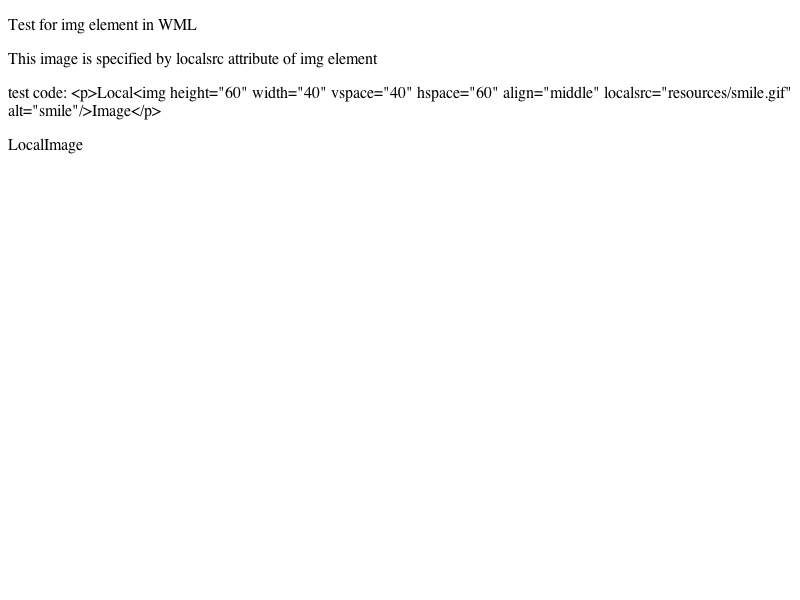 Test for img element in WML
This image is specified by localsrc attribute of img element
test code: <p>Local<img height="60" width="40" vspace="40" hspace="60" align="middle" localsrc="resources/smile.gif"
alt="smile"/>Image</p>
LocalImage